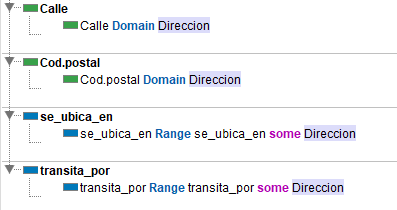 Calle
Calle Domain Direccion
Cod.postal
Cod.postal Domain Direccion
se_ubica_en
se_ubica_en Range se_ubica_en some Direccion
transita_por
transita_por Range transita_por some Direccion